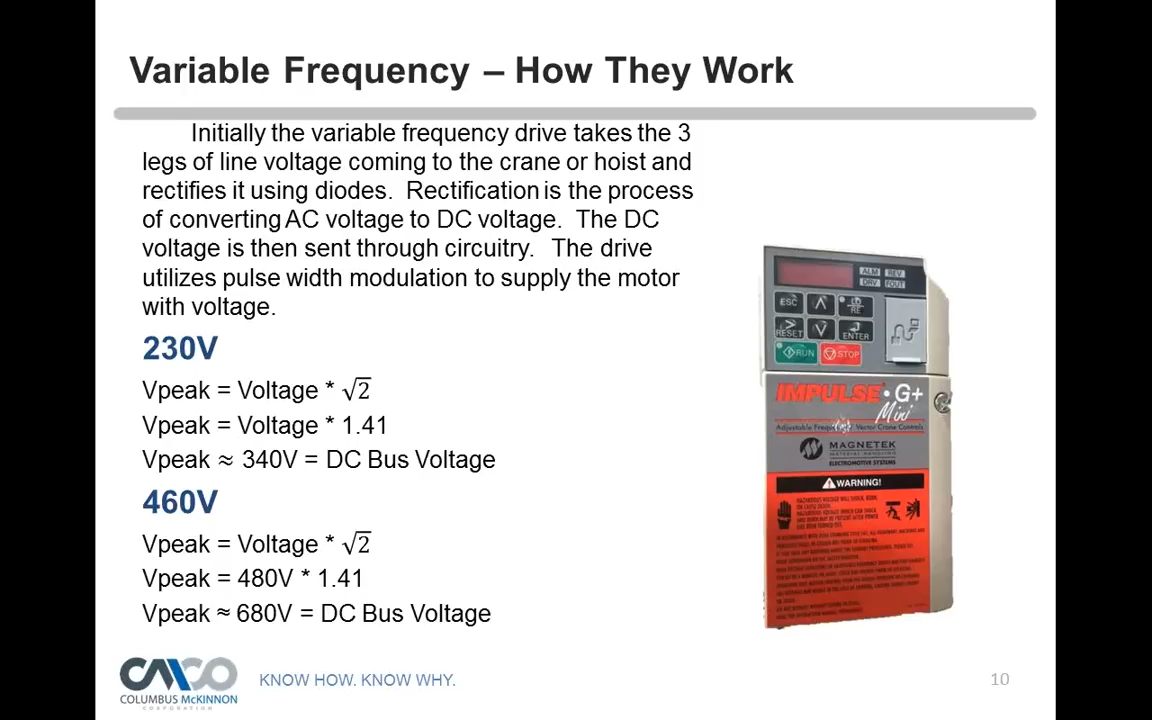 Variable Frequency – How They Work
Initially the variable frequency drive takes the 3
legs of line voltage coming to the crane or hoist and
rectifies it using diodes. Rectification is the process
of converting AC voltage to DC voltage. The DC
voltage is then sent through circuitry. The drive
utilizes pulse width modulation to supply the motor
with voltage.
230V
Vpeak = Voltage * √2
Vpeak = Voltage * 1.41
Vpeak ≈ 340V = DC Bus Voltage
460V
Vpeak = Voltage * √2
Vpeak = 480V * 1.41
Vpeak ≈ 680V = DC Bus Voltage
ALM REV
DRV FOUT
ESC LO RE
RESET ENTER
RUN STOP
IMPULSE • G+
Mini
Adjustable Frequency Vector Crane Controls
MAGNETEK
MATERIAL HANDLING
ELECTROMOTIVE SYSTEMS
WARNING!
CMCO
COLUMBUS McKINNON
CORPORATION
KNOW HOW. KNOW WHY.
10